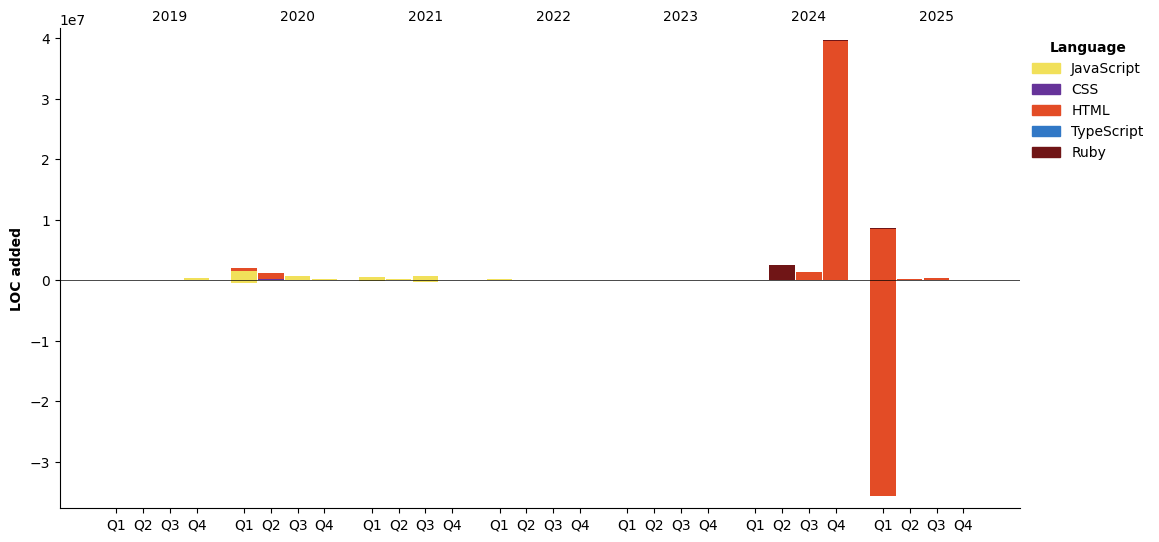 2019 2020 2021 2022 2023 2024 2025
1e7
Language
JavaScript
CSS
HTML
TypeScript
Ruby
LOC added
4
3
2
1
0
−1
−2
−3
Q1 Q2 Q3 Q4 Q1 Q2 Q3 Q4 Q1 Q2 Q3 Q4 Q1 Q2 Q3 Q4 Q1 Q2 Q3 Q4 Q1 Q2 Q3 Q4 Q1 Q2 Q3 Q4